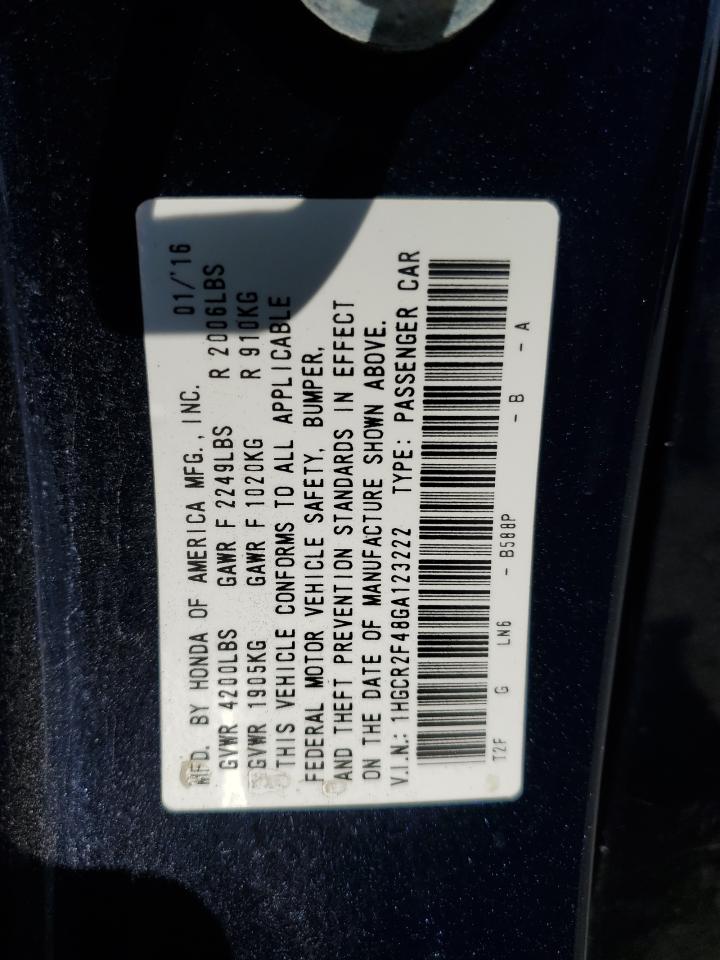 MFD. BY HONDA OF AMERICA MFG., INC. 01/'16
GVWR 4200LBS GAWR F 2249LBS R 2006LBS
GVWR 1905KG GAWR F 1020KG R 910KG
THIS VEHICLE CONFORMS TO ALL APPLICABLE
FEDERAL MOTOR VEHICLE SAFETY, BUMPER,
AND THEFT PREVENTION STANDARDS IN EFFECT
ON THE DATE OF MANUFACTURE SHOWN ABOVE.
V.I.N.: 1HGCR2F48GA123222 TYPE: PASSENGER CAR
T2F G LN6 - B588P - B - A